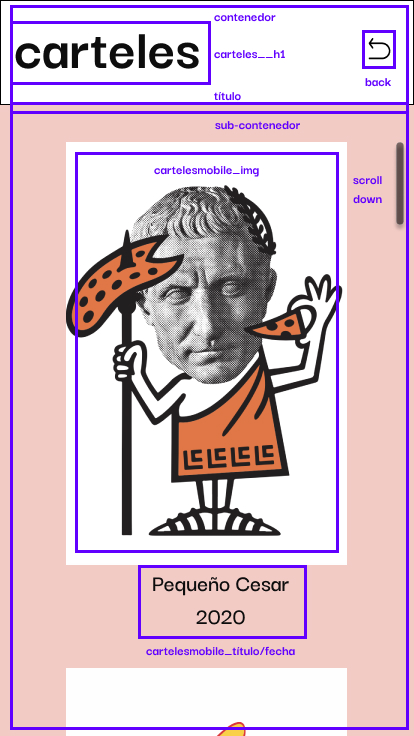 contenedor
carteles
carteles__h1
back
título
sub-contenedor
cartelesmobile_img
scroll
down
Pequeño Cesar
2020
cartelesmobile_título/fecha